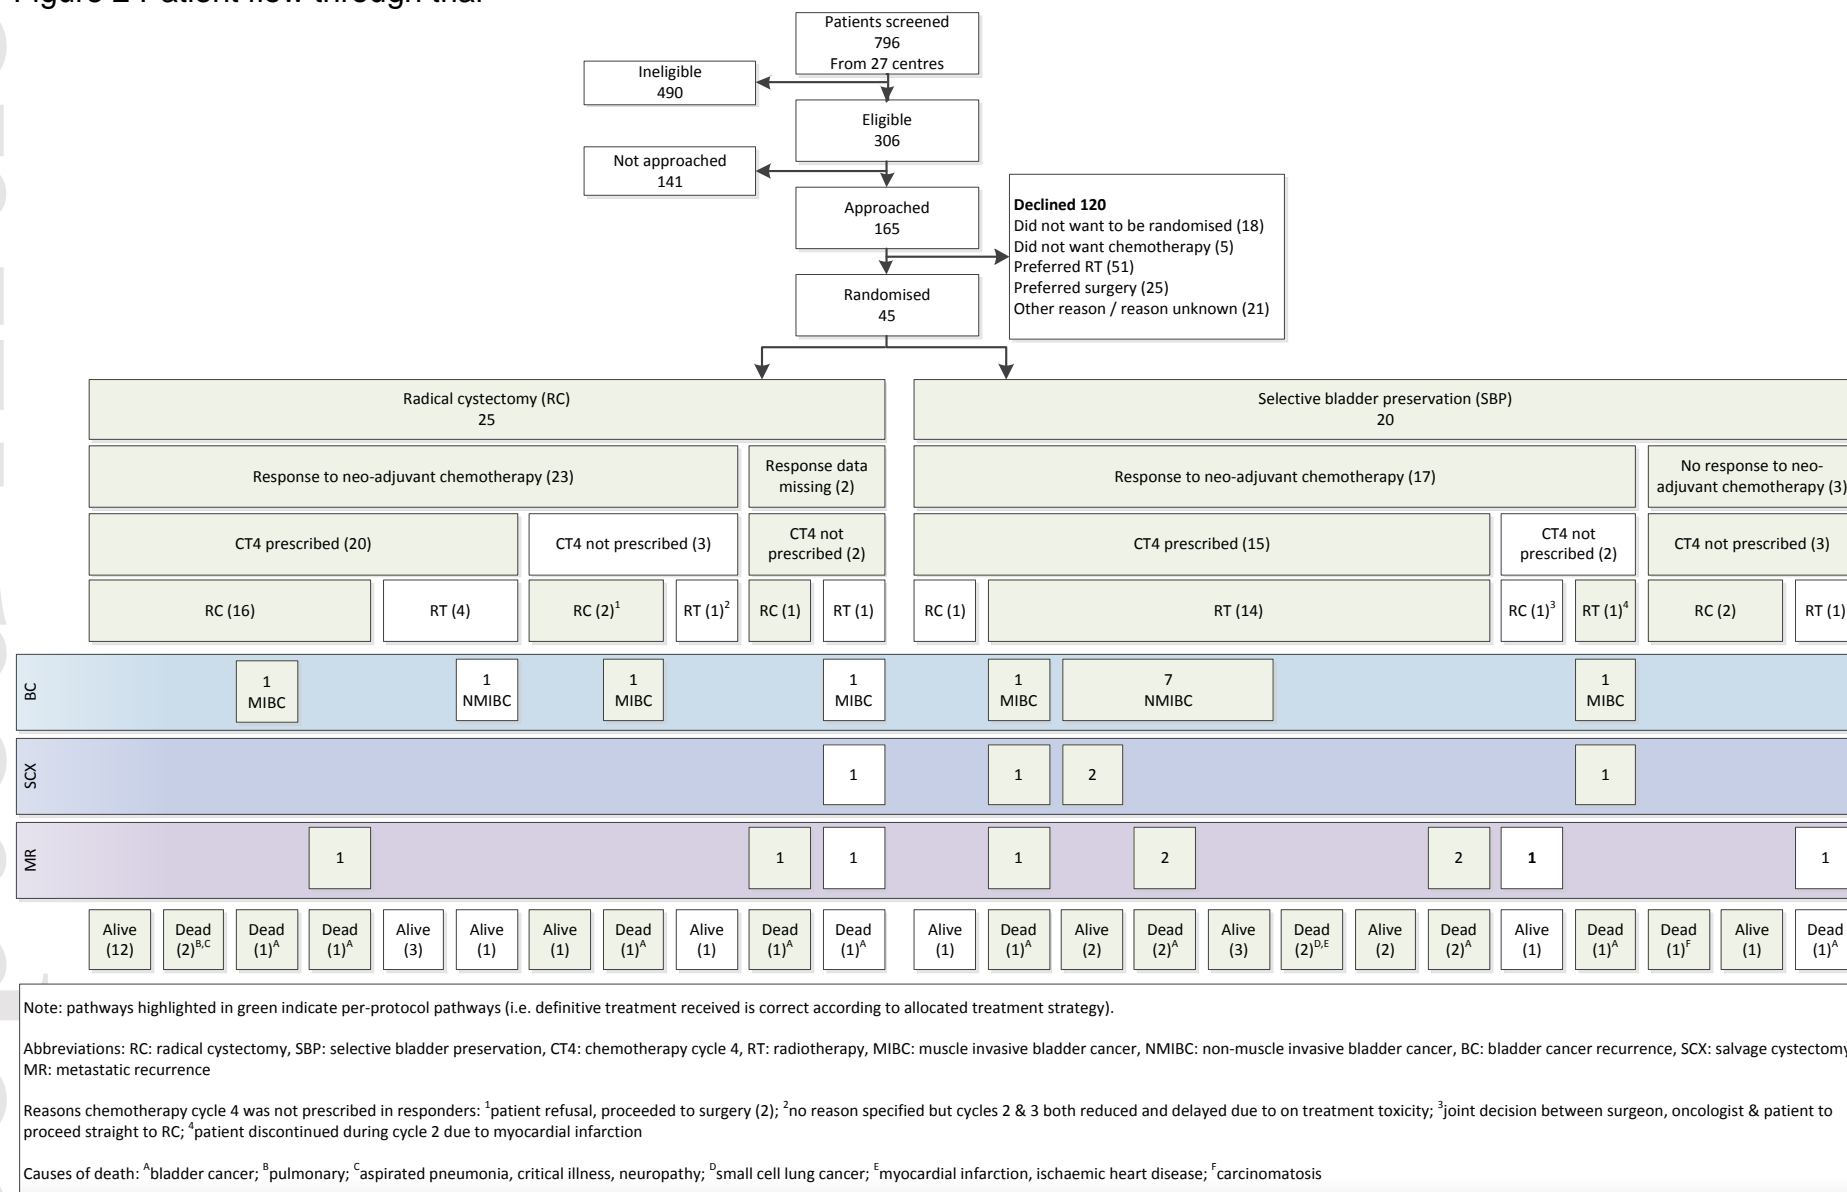 Figure 2 Patient flow through trial
Patients screened
796
From 27 centres
Ineligible
490
Eligible
306
Not approached
141
Approached
165
Declined 120
Did not want to be randomised (18)
Did not want chemotherapy (5)
Preferred RT (51)
Preferred surgery (25)
Other reason / reason unknown (21)
Randomised
45
Radical cystectomy (RC)
25
Selective bladder preservation (SBP)
20
Response to neo-adjuvant chemotherapy (23)
Response data
missing (2)
Response to neo-adjuvant chemotherapy (17)
No response to neo-
adjuvant chemotherapy (3)
CT4 prescribed (20)
CT4 not prescribed (3)
CT4 not
prescribed (2)
CT4 prescribed (15)
CT4 not
prescribed (2)
CT4 not prescribed (3)
RC (16)
RT (4)
RC (2)1
RT (1)2
RC (1)
RT (1)
RC (1)
RT (14)
RC (1)3
RT (1)4
RC (2)
RT (1)
BC
1
MIBC
1
NMIBC
1
MIBC
1
MIBC
1
MIBC
7
NMIBC
1
MIBC
SCX
1
1
2
1
MR
1
1
1
1
2
2
1
1
Alive
(12)
Dead
(2)B,C
Dead
(1)A
Dead
(1)A
Alive
(3)
Alive
(1)
Alive
(1)
Dead
(1)A
Alive
(1)
Dead
(1)A
Dead
(1)A
Alive
(1)
Dead
(1)A
Alive
(2)
Dead
(2)A
Alive
(3)
Dead
(2)D,E
Alive
(2)
Dead
(2)A
Alive
(1)
Dead
(1)A
Dead
(1)F
Alive
(1)
Dead
(1)A
Note: pathways highlighted in green indicate per-protocol pathways (i.e. definitive treatment received is correct according to allocated treatment strategy).
Abbreviations: RC: radical cystectomy, SBP: selective bladder preservation, CT4: chemotherapy cycle 4, RT: radiotherapy, MIBC: muscle invasive bladder cancer, NMIBC: non-muscle invasive bladder cancer, BC: bladder cancer recurrence, SCX: salvage cystectomy
MR: metastatic recurrence
Reasons chemotherapy cycle 4 was not prescribed in responders: 1patient refusal, proceeded to surgery (2); 2no reason specified but cycles 2 & 3 both reduced and delayed due to on treatment toxicity; 3joint decision between surgeon, oncologist & patient to
proceed straight to RC; 4patient discontinued during cycle 2 due to myocardial infarction
Causes of death: Abladder cancer; Bpulmonary; Caspirated pneumonia, critical illness, neuropathy; Dsmall cell lung cancer; Emyocardial infarction, ischaemic heart disease; Fcarcinomatosis